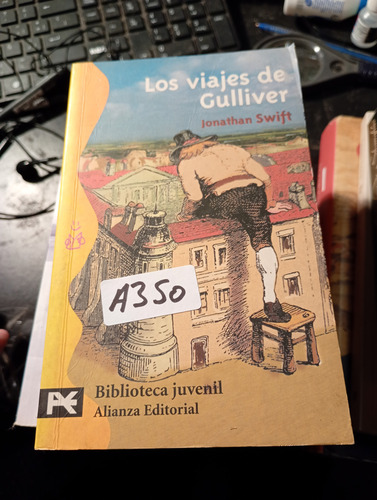 Los viajes de
Gulliver
Jonathan Swift
A350
Biblioteca juvenil
Alianza Editorial